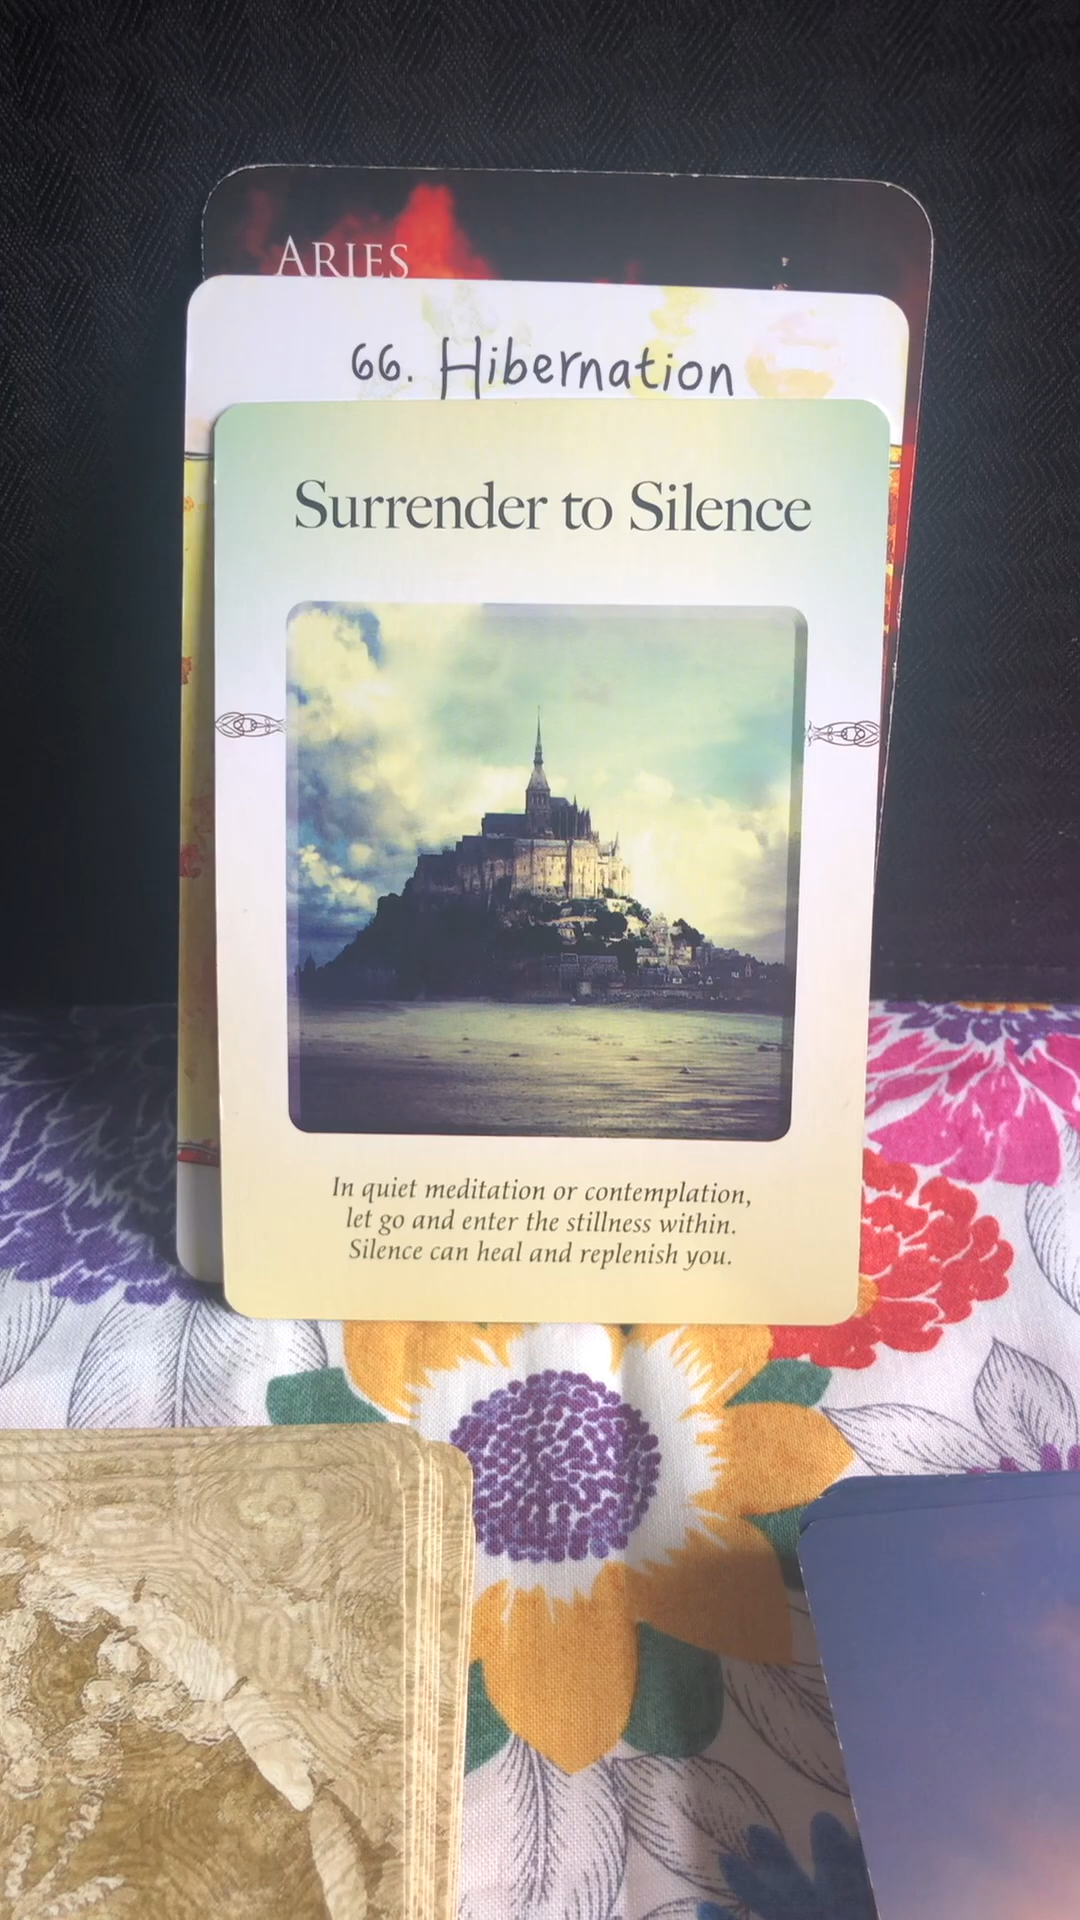 ARIES
66. Hibernation
Surrender to Silence
In quiet meditation or contemplation,
let go and enter the stillness within.
Silence can heal and replenish you.